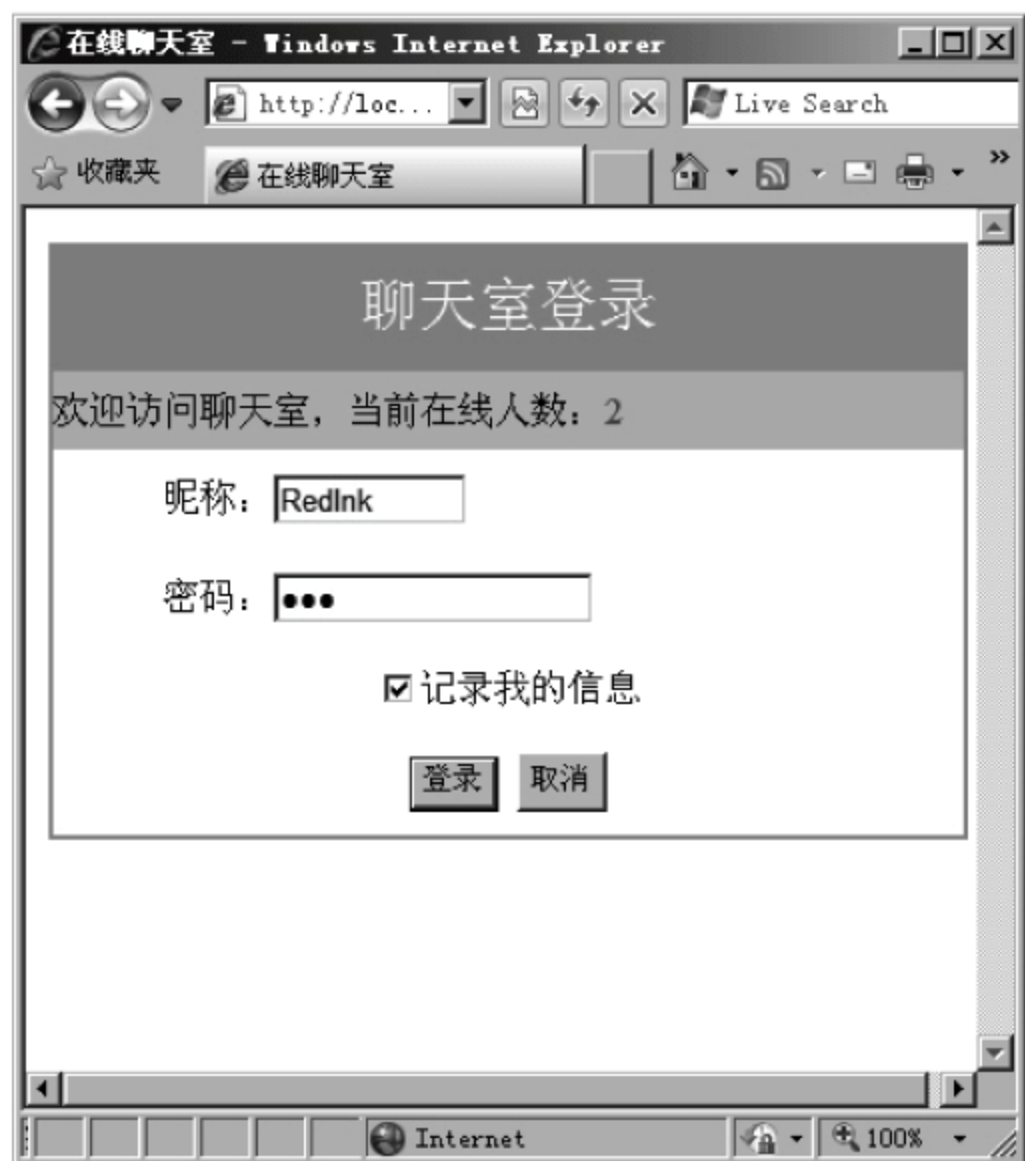 在线聊天室 - Windows Internet Explorer
http://loc... Live Search
收藏夹 在线聊天室
聊天室登录
欢迎访问聊天室，当前在线人数：2
昵称：RedInk
密码：●●●
记录我的信息
登录 取消
Internet 100%